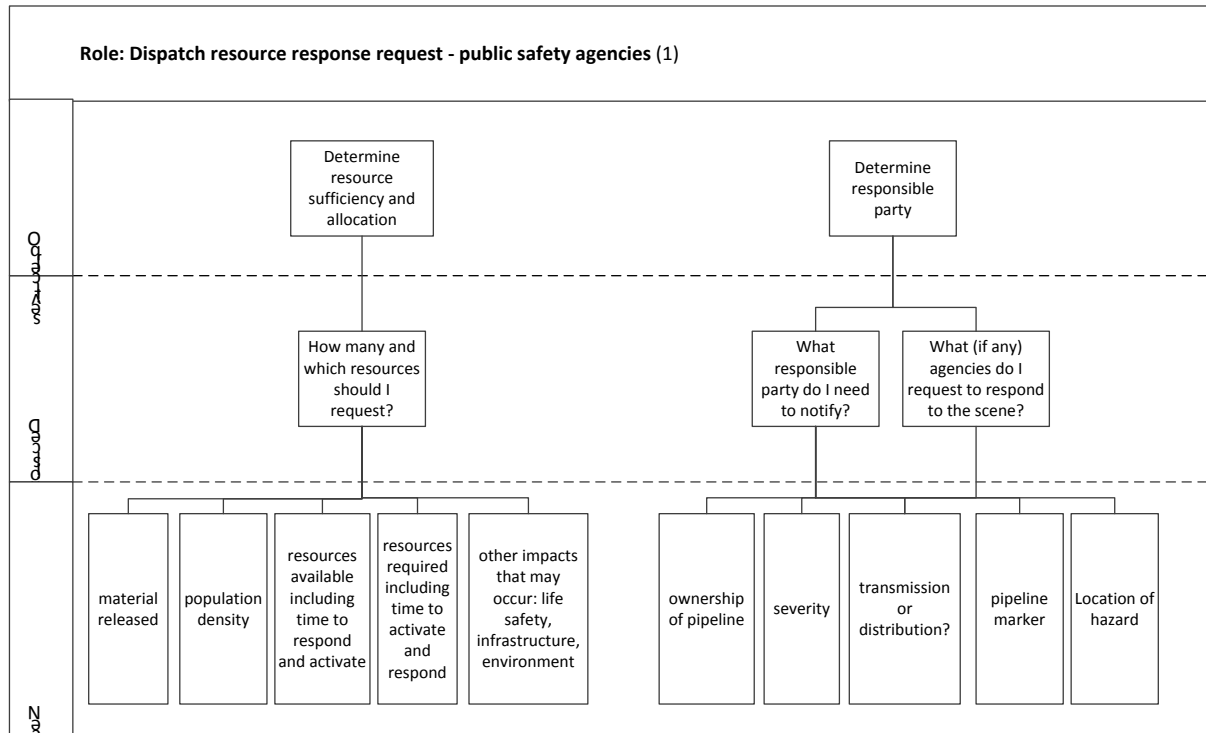 Role: Dispatch resource response request - public safety agencies (1)
Determine
resource
sufficiency and
allocation
Determine
responsible
party
How many and
which resources
should I
request?
What
responsible
party do I need
to notify?
What (if any)
agencies do I
request to respond
to the scene?
material
released
population
density
resources
available
including
time to
respond
and activate
resources
required
including
time to
activate
and
respond
other impacts
that may
occur: life
safety,
infrastructure,
environment
ownership
of pipeline
severity
transmission
or
distribution?
pipeline
marker
Location of
hazard